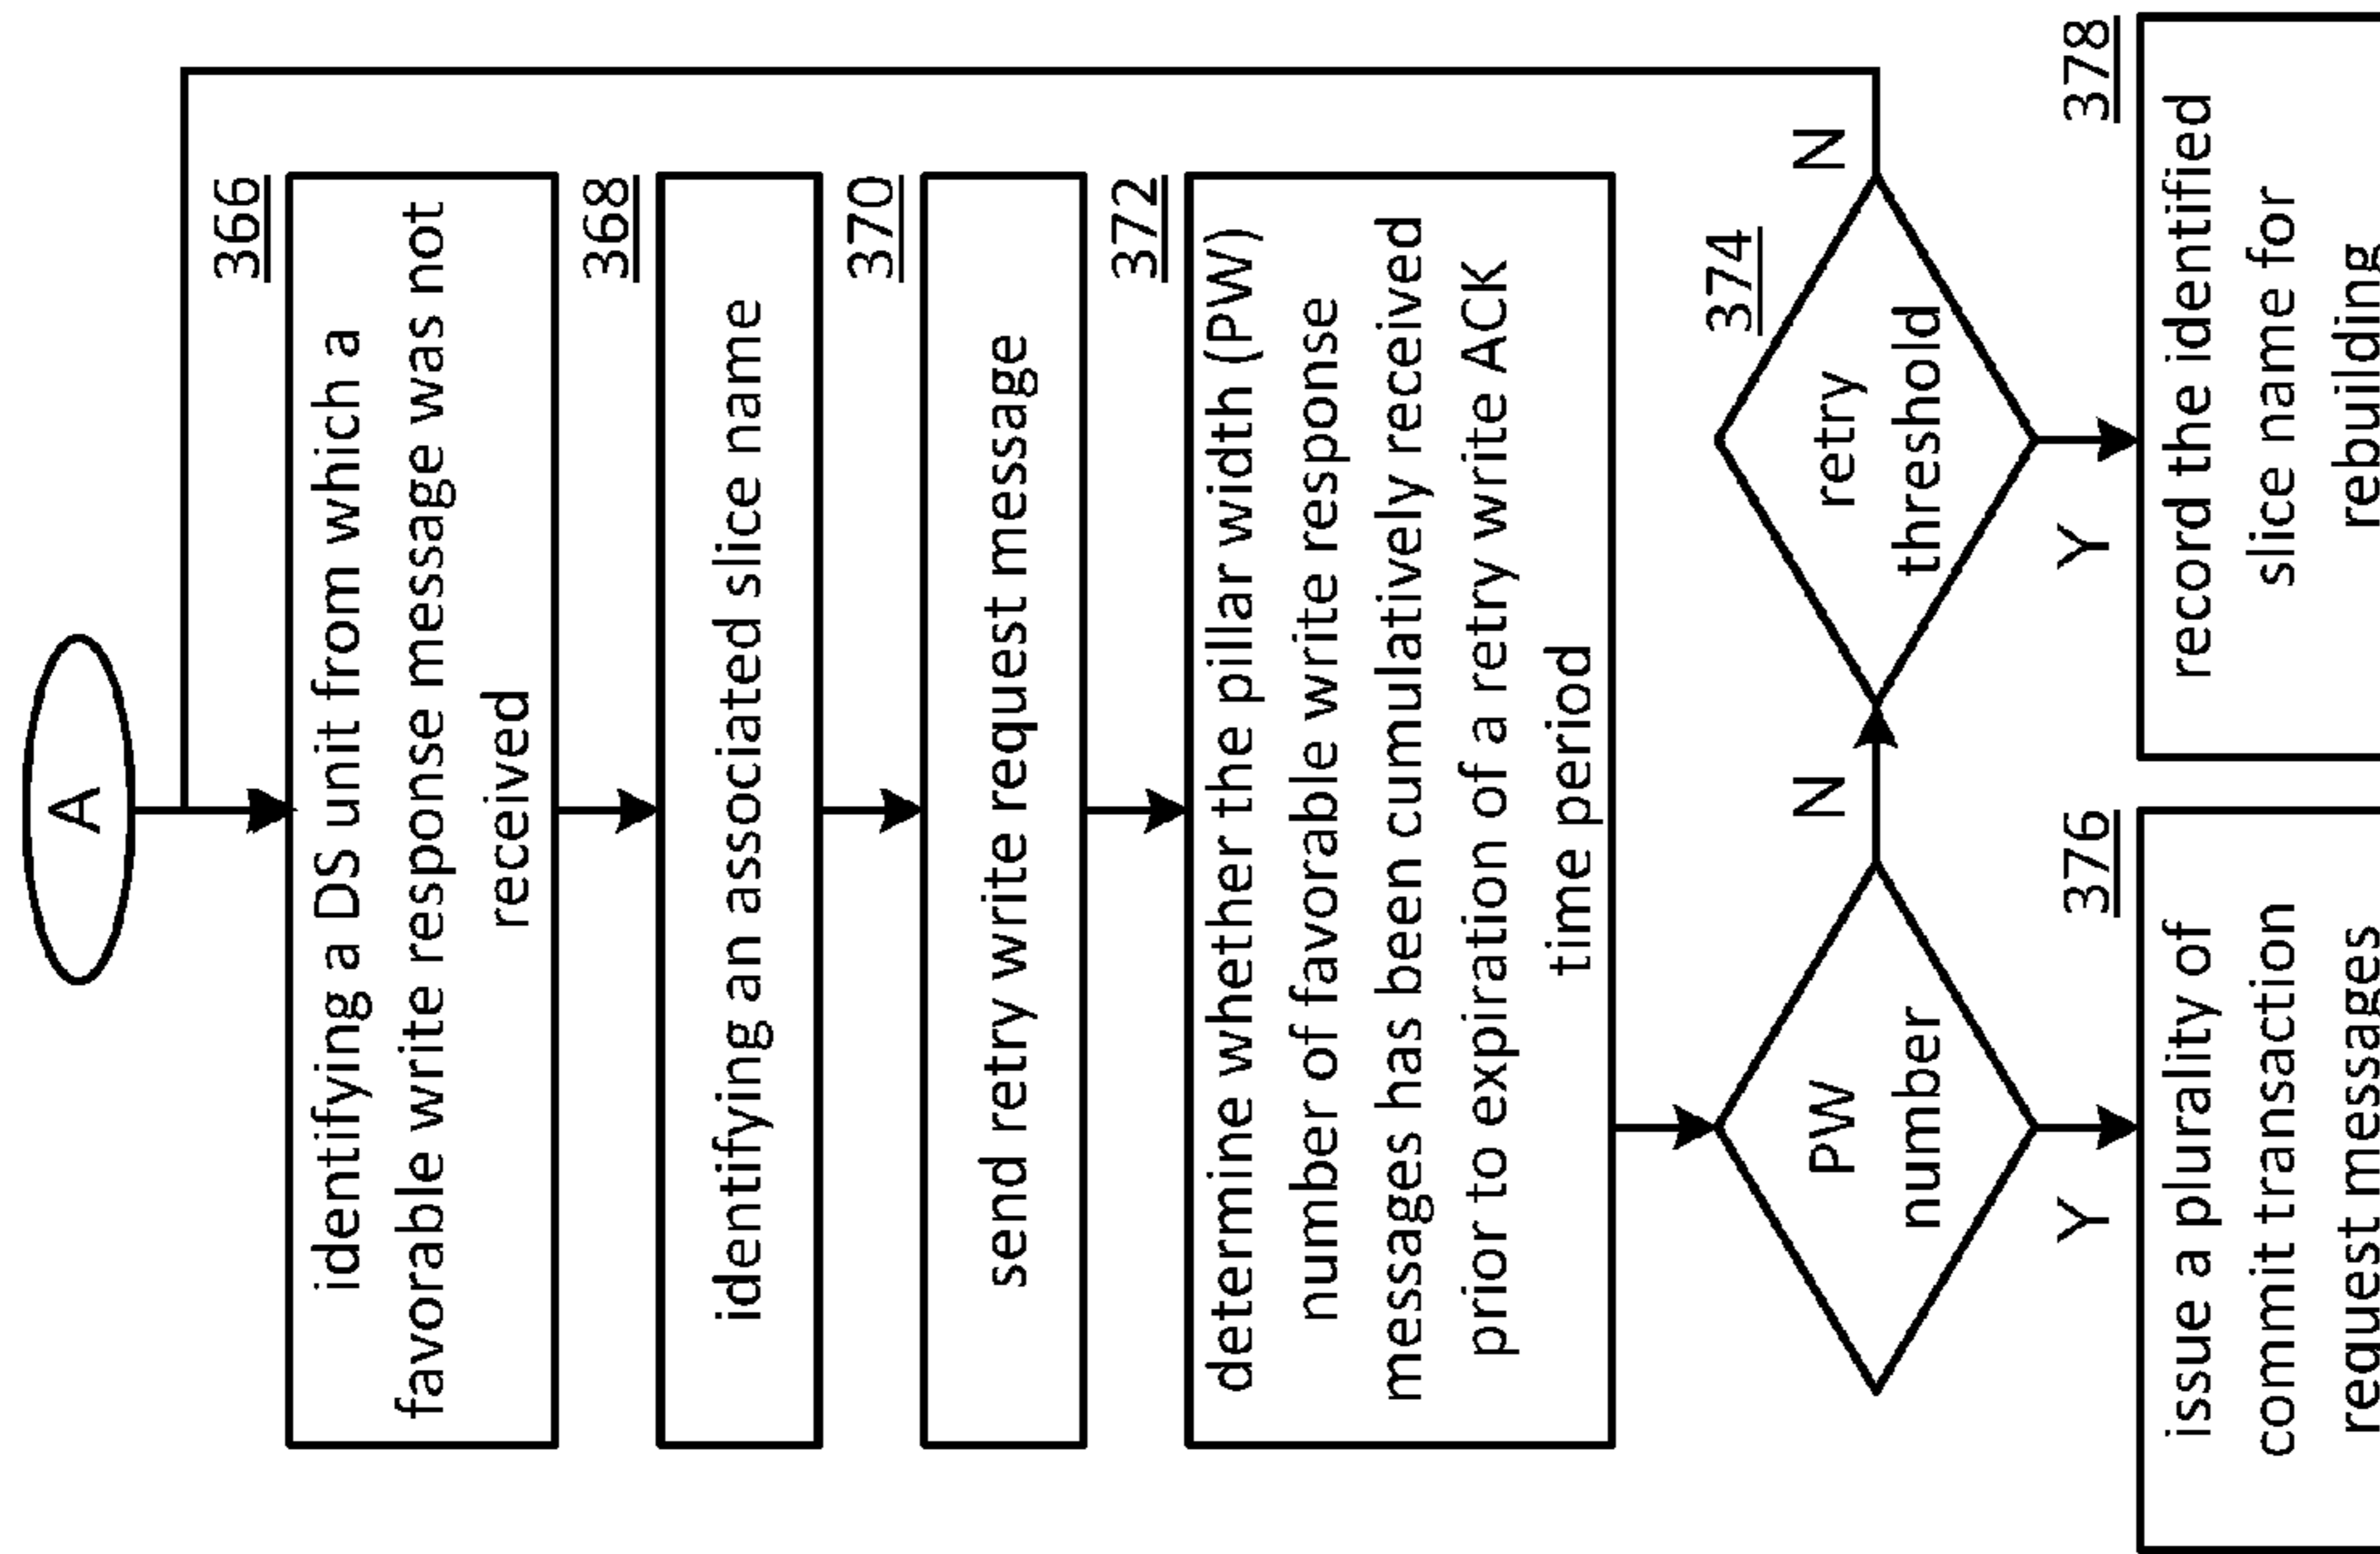 A
366
identifying a DS unit from which a
favorable write response message was not
received
368
identifying an associated slice name
370
send retry write request message
372
determine whether the pillar width (PW)
number of favorable write response
messages has been cumulatively received
prior to expiration of a retry write ACK
time period
PW
number
N
Y
374
retry
threshold
N
Y
376
issue a plurality of
commit transaction
request messages
378
record the identified
slice name for
rebuilding